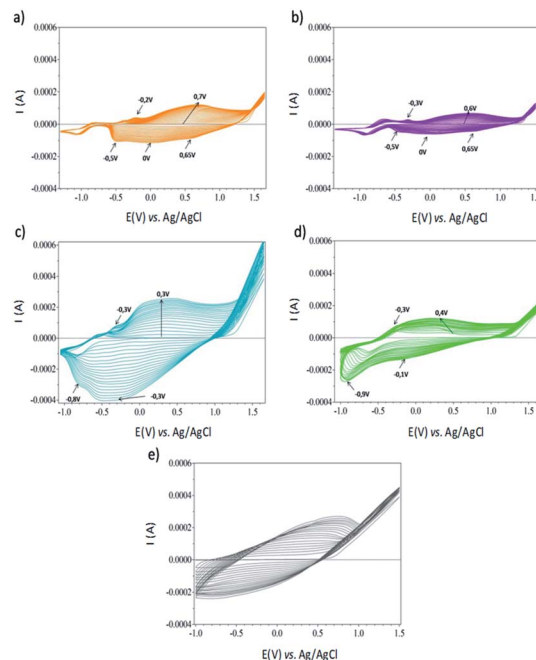 a)
0.0006
0.0004
0.0002
0.0000
-0.0002
-0.0004
I (A)
-0,2V
0,7V
-0,5V
0V
0,65V
-1.0 -0.5 0.0 0.5 1.0 1.5
E(V) vs. Ag/AgCl
b)
0.0006
0.0004
0.0002
0.0000
-0.0002
-0.0004
I (A)
-0,3V
0,6V
-0,5V
0V
0,65V
-1.0 -0.5 0.0 0.5 1.0 1.5
E(V) vs. Ag/AgCl
c)
0.0006
0.0004
0.0002
0.0000
-0.0002
-0.0004
I (A)
-0,3V
0,3V
-0,8V
-0,3V
-1.0 -0.5 0.0 0.5 1.0 1.5
E(V) vs. Ag/AgCl
d)
0.0006
0.0004
0.0002
0.0000
-0.0002
-0.0004
I (A)
-0,3V
0,4V
-0,1V
-0,9V
-1.0 -0.5 0.0 0.5 1.0 1.5
E(V) vs. Ag/AgCl
e)
0.0006
0.0004
0.0002
0.0000
-0.0002
-0.0004
I (A)
-1.0 -0.5 0.0 0.5 1.0 1.5
E(V) vs. Ag/AgCl